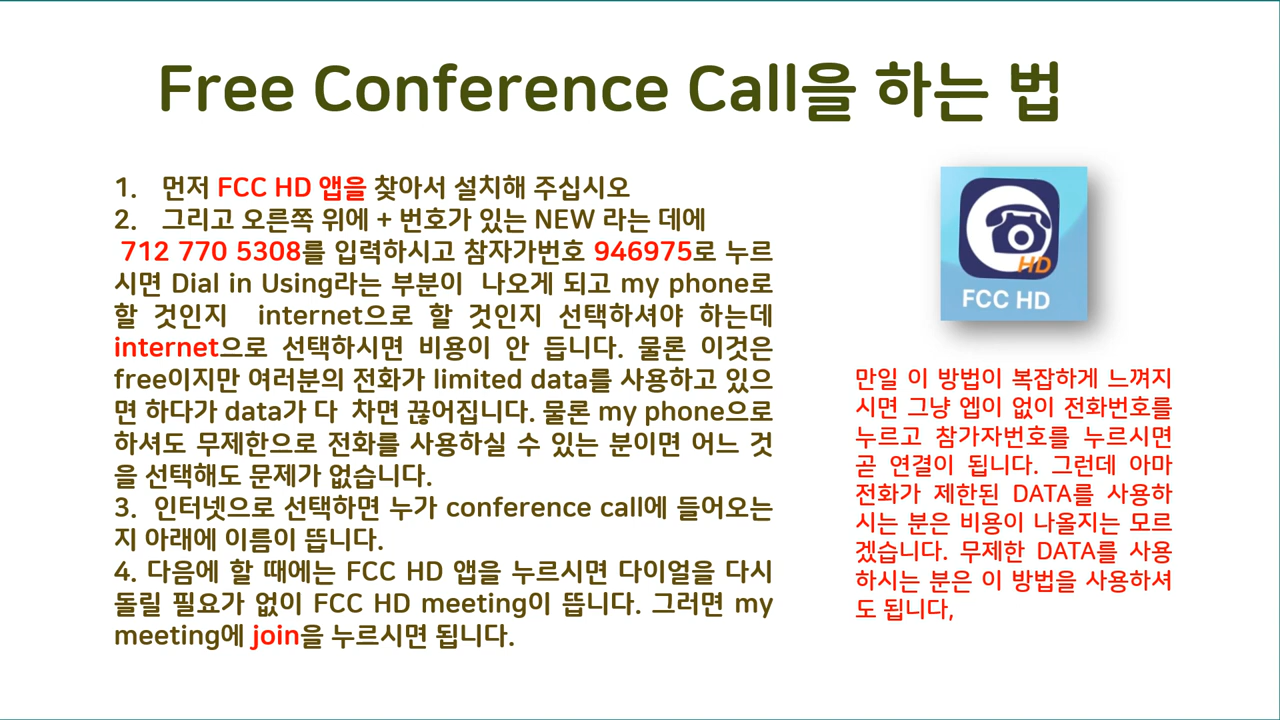 Free Conference Call을 하는 법
1. 먼저 FCC HD 앱을 찾아서 설치해 주십시오
2. 그리고 오른쪽 위에 + 번호가 있는 NEW 라는 데에
712 770 5308를 입력하시고 참자가번호 946975로 누르
시면 Dial in Using라는 부분이 나오게 되고 my phone로
할 것인지 internet으로 할 것인지 선택하셔야 하는데
internet으로 선택하시면 비용이 안 듭니다. 물론 이것은
free이지만 여러분의 전화가 limited data를 사용하고 있으
면 하다가 data가 다 차면 끊어집니다. 물론 my phone으로
하셔도 무제한으로 전화를 사용하실 수 있는 분이면 어느 것
을 선택해도 문제가 없습니다.
3. 인터넷으로 선택하면 누가 conference call에 들어오는
지 아래에 이름이 뜹니다.
4. 다음에 할 때에는 FCC HD 앱을 누르시면 다이얼을 다시
돌릴 필요가 없이 FCC HD meeting이 뜹니다. 그러면 my
meeting에 join을 누르시면 됩니다.
HD
FCC HD
만일 이 방법이 복잡하게 느껴지
시면 그냥 엡이 없이 전화번호를
누르고 참가자번호를 누르시면
곧 연결이 됩니다. 그런데 아마
전화가 제한된 DATA를 사용하
시는 분은 비용이 나올지는 모르
겠습니다. 무제한 DATA를 사용
하시는 분은 이 방법을 사용하셔
도 됩니다,